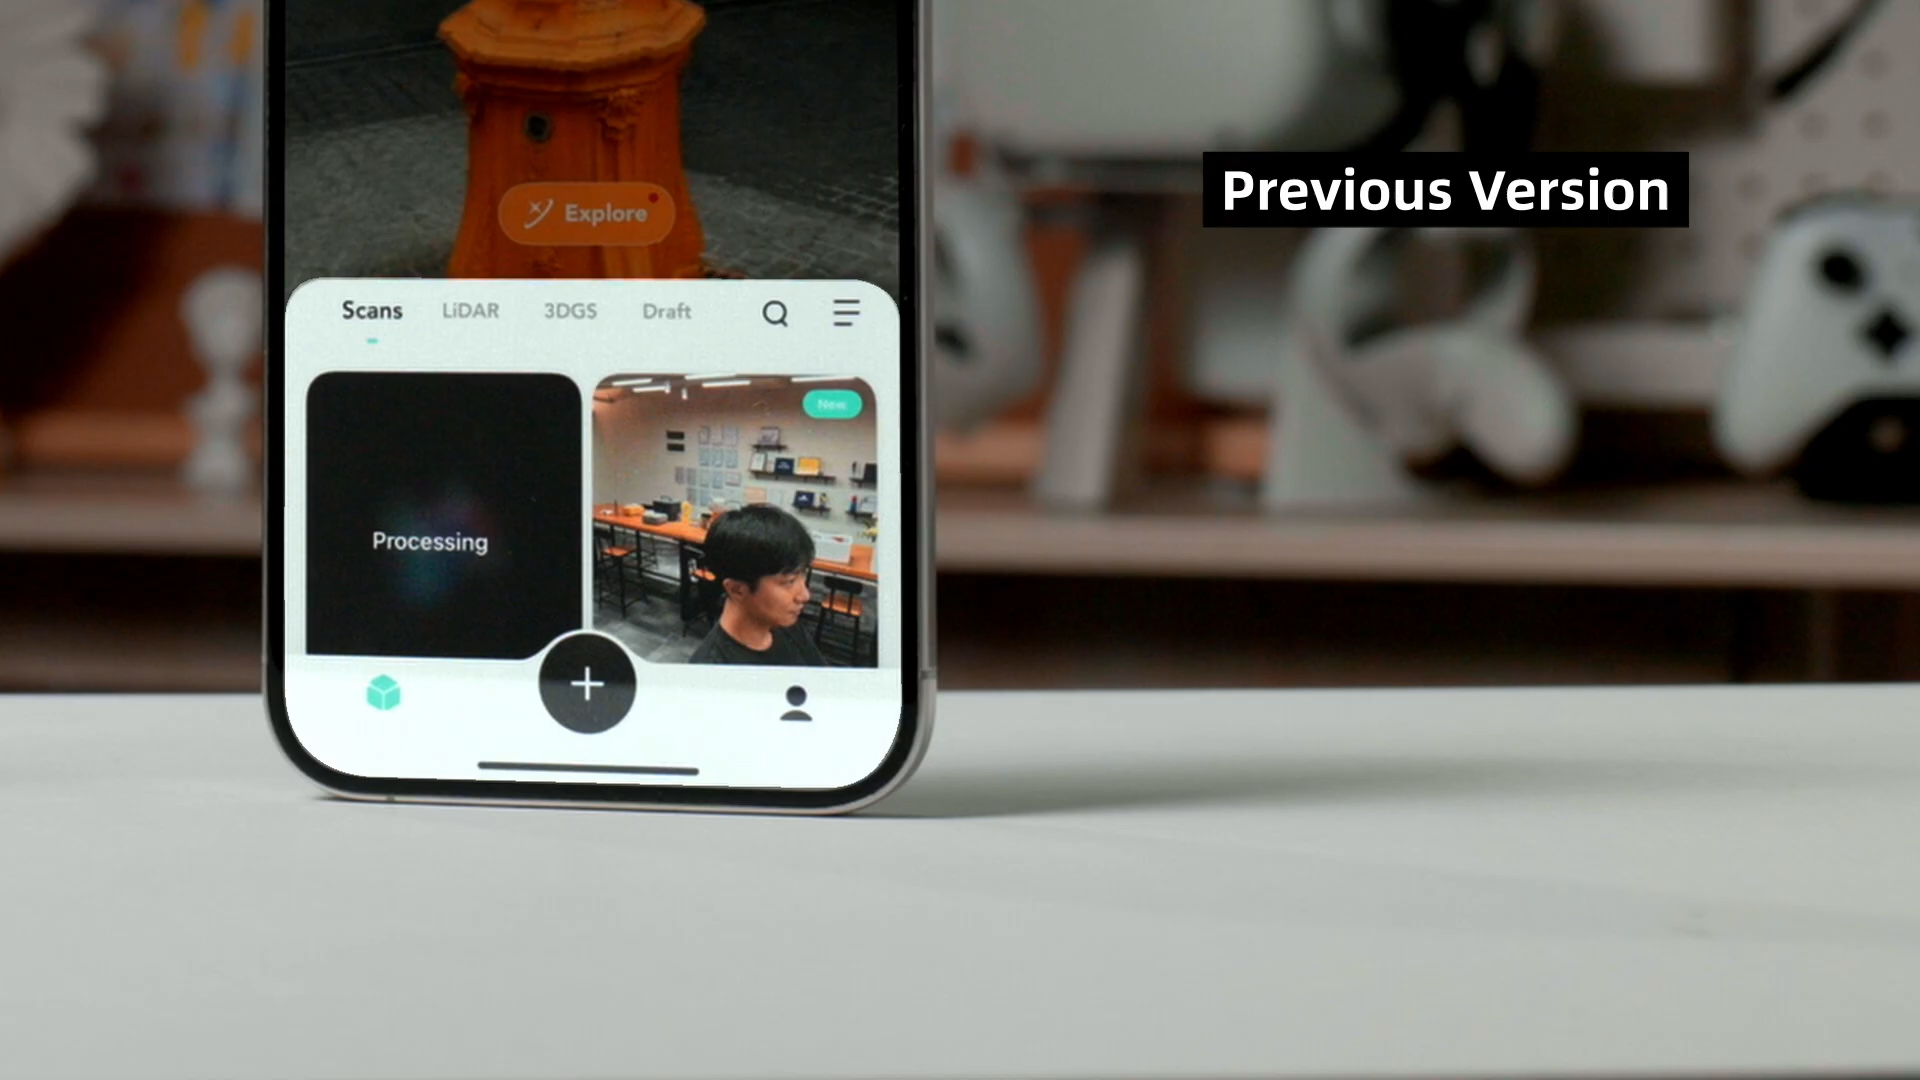 Previous Version
Explore
Scans LiDAR 3DGS Draft
New
Processing